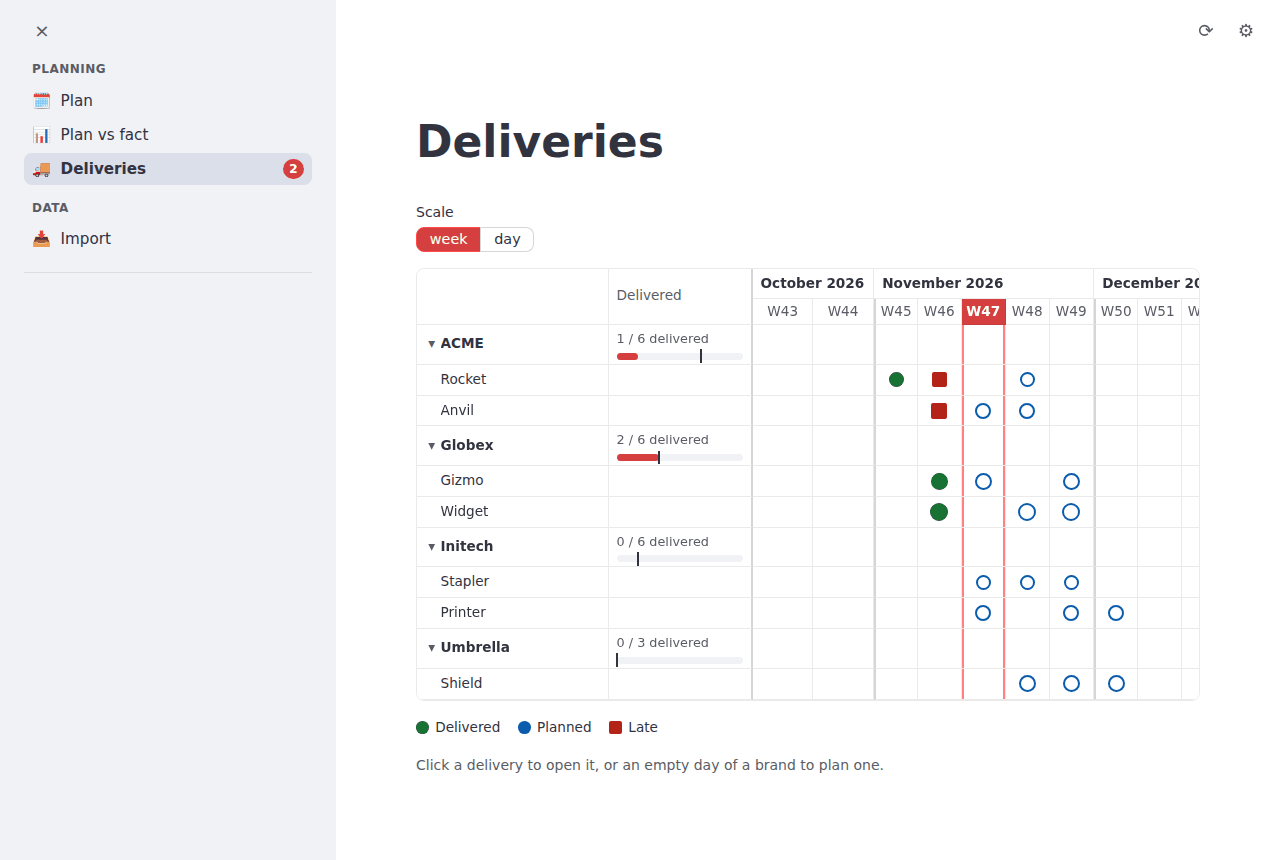 PLANNING
Plan
Plan vs fact
Deliveries 2
DATA
Import
Deliveries
Scale
week day
Delivered October 2026 November 2026 December 20
W43 W44 W45 W46 W47 W48 W49 W50 W51 W
ACME 1 / 6 delivered
Rocket
Anvil
Globex 2 / 6 delivered
Gizmo
Widget
Initech 0 / 6 delivered
Stapler
Printer
Umbrella 0 / 3 delivered
Shield
Delivered Planned Late
Click a delivery to open it, or an empty day of a brand to plan one.